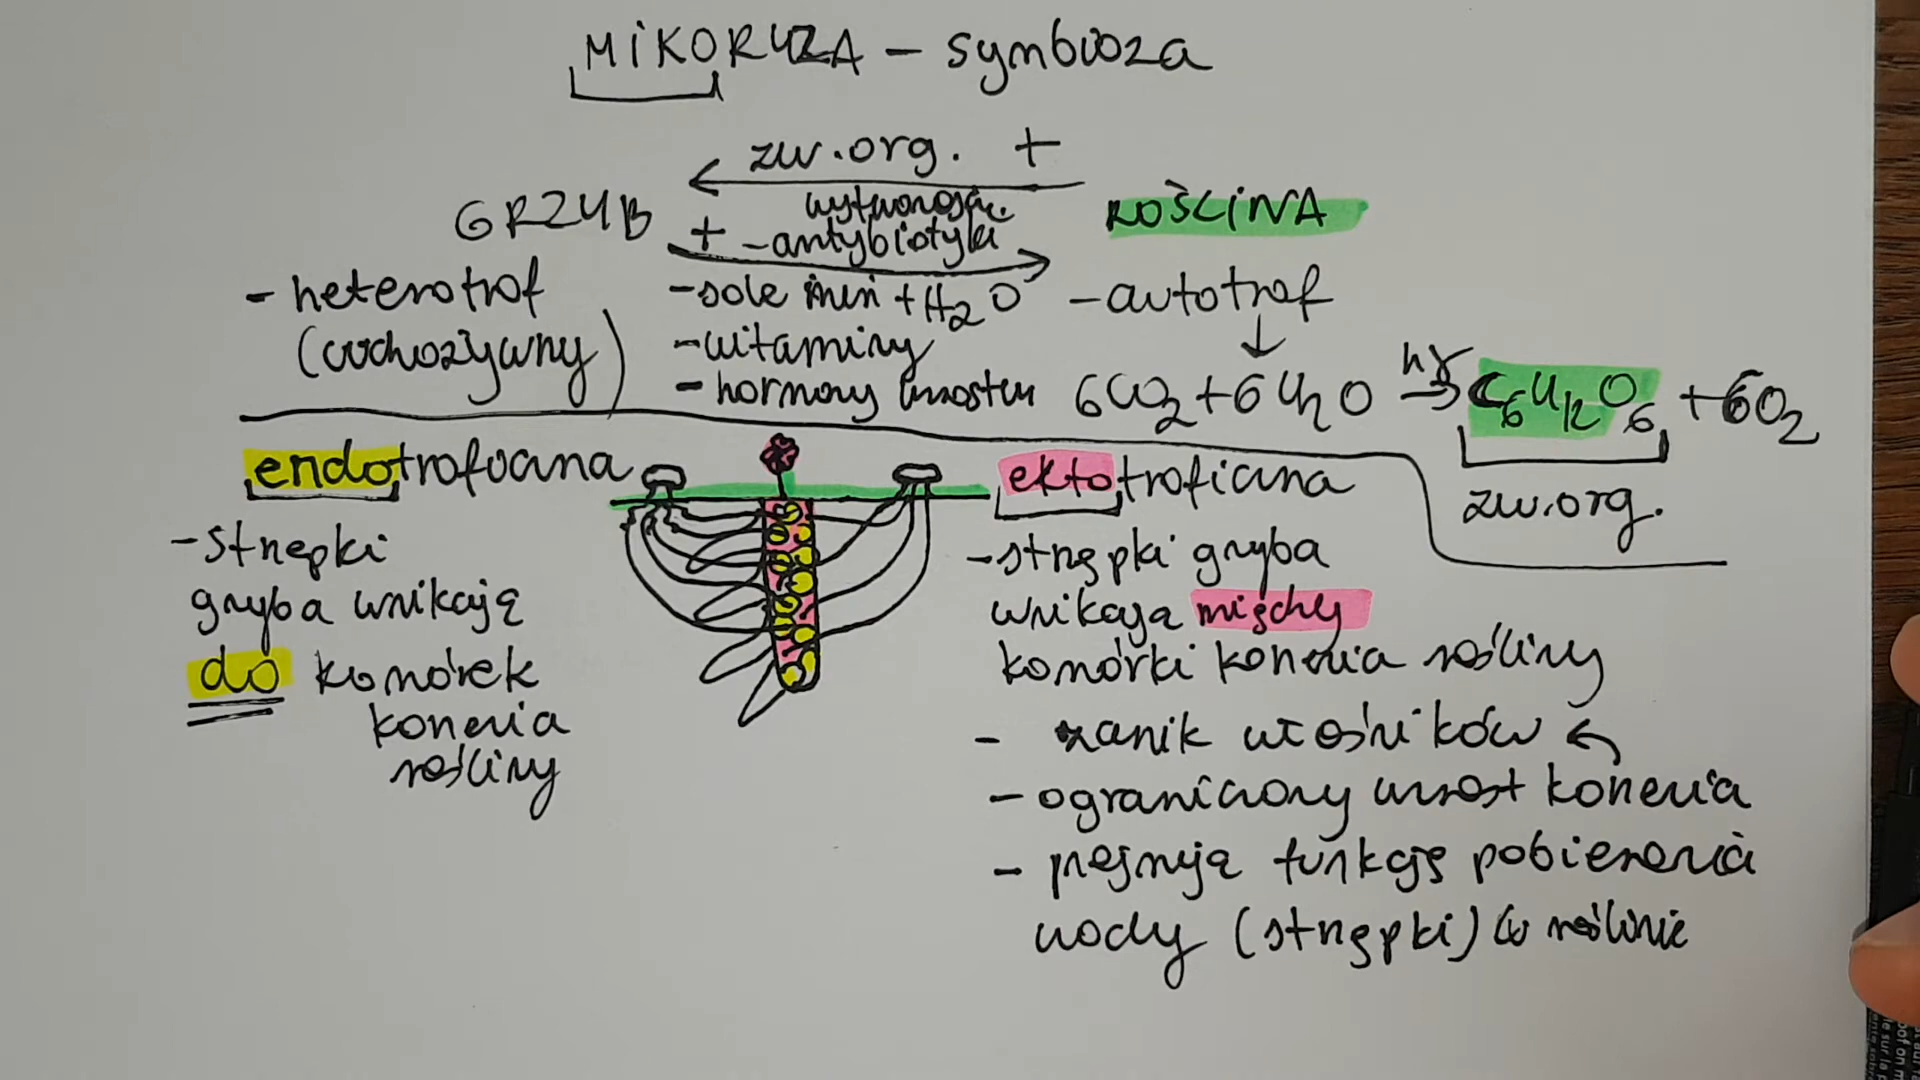 MIKORYZA - symbioza
zw.org. +
GRZYB
wytwarzają
ROŚLINA
+ - antybiotyki
- heterotrof
- sole min + H2O
- autotrof
(cudzożywny)
- witaminy
- hormony wzrostu
6CO2 + 6H2O hγ → C6H12O6 + 6O2
zw.org.
endotroficzna
- strzępki
grzyba wnikają
do komórek
korzenia
rośliny
ektotroficzna
- strzępki grzyba
wnikają między
komórki korzenia rośliny
- zanik włośników
- ograniczony wzrost korzenia
- przejmują funkcję pobierania
wody (strzępki) w roślinie